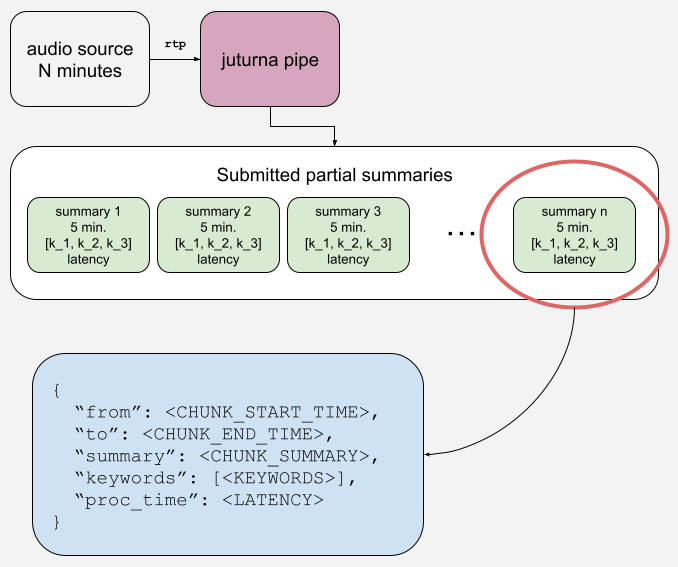 audio source
N minutes
rtp
juturna pipe
Submitted partial summaries
summary 1
5 min.
[k_1, k_2, k_3]
latency
summary 2
5 min.
[k_1, k_2, k_3]
latency
summary 3
5 min.
[k_1, k_2, k_3]
latency
...
summary n
5 min.
[k_1, k_2, k_3]
latency
{
“from”: <CHUNK_START_TIME>,
“to”: <CHUNK_END_TIME>,
“summary”: <CHUNK_SUMMARY>,
“keywords”: [<KEYWORDS>],
“proc_time”: <LATENCY>
}